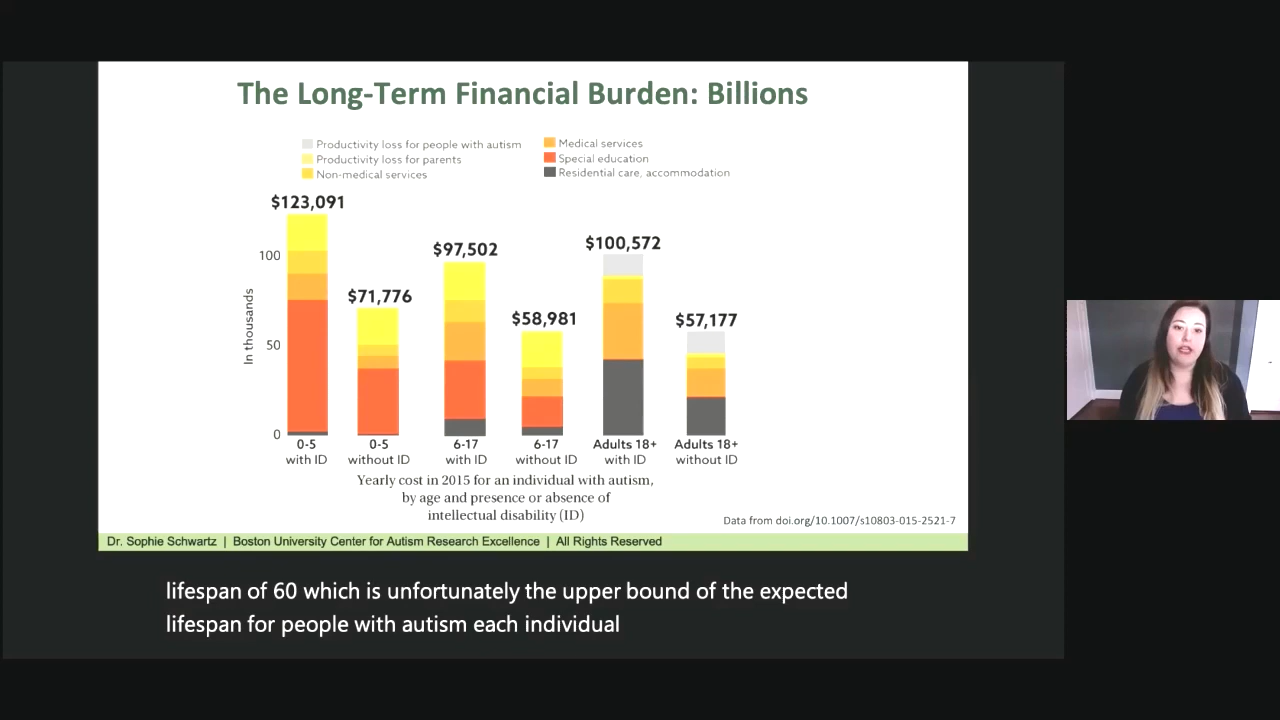 The Long-Term Financial Burden: Billions
Productivity loss for people with autism
Productivity loss for parents
Non-medical services
Medical services
Special education
Residential care, accommodation
In thousands
100
50
0
$123,091
$71,776
$97,502
$58,981
$100,572
$57,177
0-5
with ID
0-5
without ID
6-17
with ID
6-17
without ID
Adults 18+
with ID
Adults 18+
without ID
Yearly cost in 2015 for an individual with autism,
by age and presence or absence of
intellectual disability (ID)
Data from doi.org/10.1007/s10803-015-2521-7
Dr. Sophie Schwartz | Boston University Center for Autism Research Excellence | All Rights Reserved
lifespan of 60 which is unfortunately the upper bound of the expected
lifespan for people with autism each individual